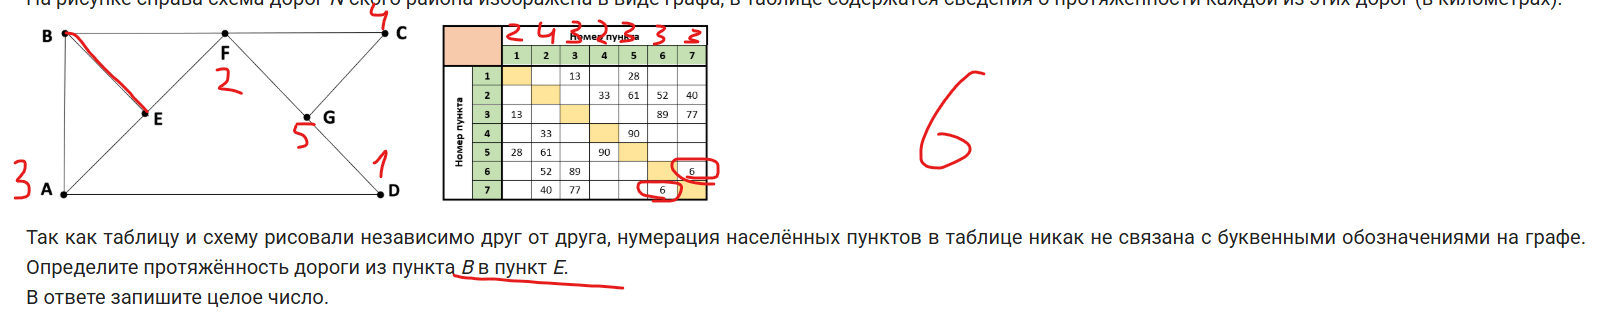 На рисунке справа схема дорог N-ского района изображена в виде графа, в таблице содержатся сведения о протяжённости каждой из этих дорог (в километрах).
B F C 4
2
E G
5
3 A D 1
2 4 3 2 3 3 3
Номер пункта
1 2 3 4 5 6 7
Номер пункта
1 13 28
2 33 61 52 40
3 13 89 77
4 33 90
5 28 61 90
6 52 89 6
7 40 77 6
6
Так как таблицу и схему рисовали независимо друг от друга, нумерация населённых пунктов в таблице никак не связана с буквенными обозначениями на графе.
Определите протяжённость дороги из пункта B в пункт E.
В ответе запишите целое число.